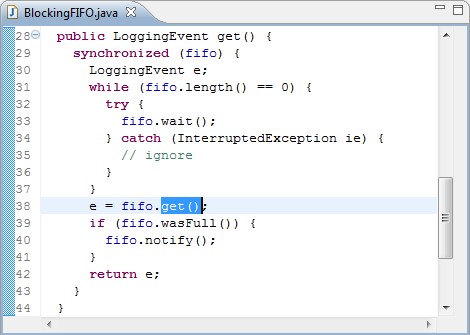 BlockingFIFO.java
28 public LoggingEvent get() {
29 synchronized (fifo) {
30 LoggingEvent e;
31 while (fifo.length() == 0) {
32 try {
33 fifo.wait();
34 } catch (InterruptedException ie) {
35 // ignore
36 }
37 }
38 e = fifo.get();
39 if (fifo.wasFull()) {
40 fifo.notify();
41 }
42 return e;
43 }
44 }